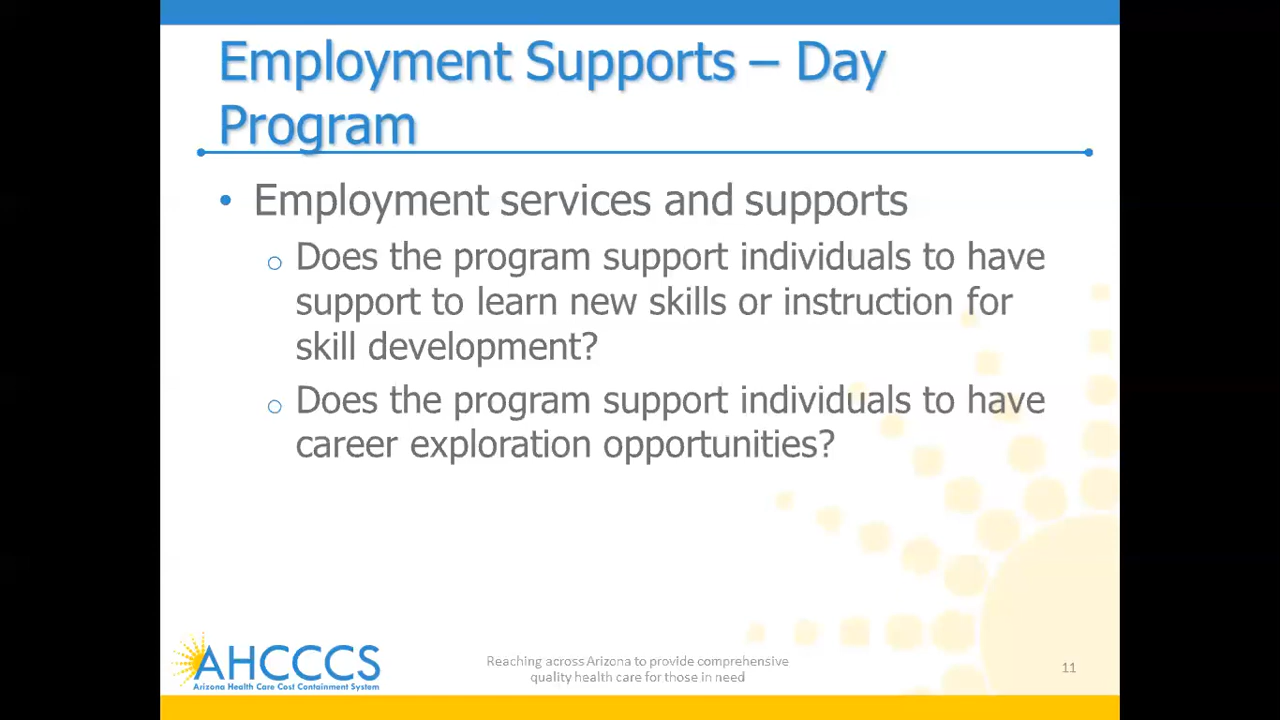 Employment Supports – Day
Program
• Employment services and supports
o Does the program support individuals to have
support to learn new skills or instruction for
skill development?
o Does the program support individuals to have
career exploration opportunities?
AHCCCS
Arizona Health Care Cost Containment System
Reaching across Arizona to provide comprehensive
quality health care for those in need
11